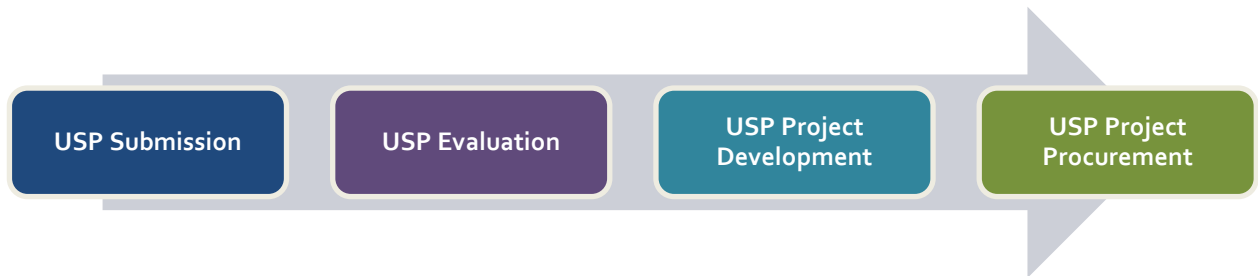 USP Submission
USP Evaluation
USP Project
Development
USP Project
Procurement